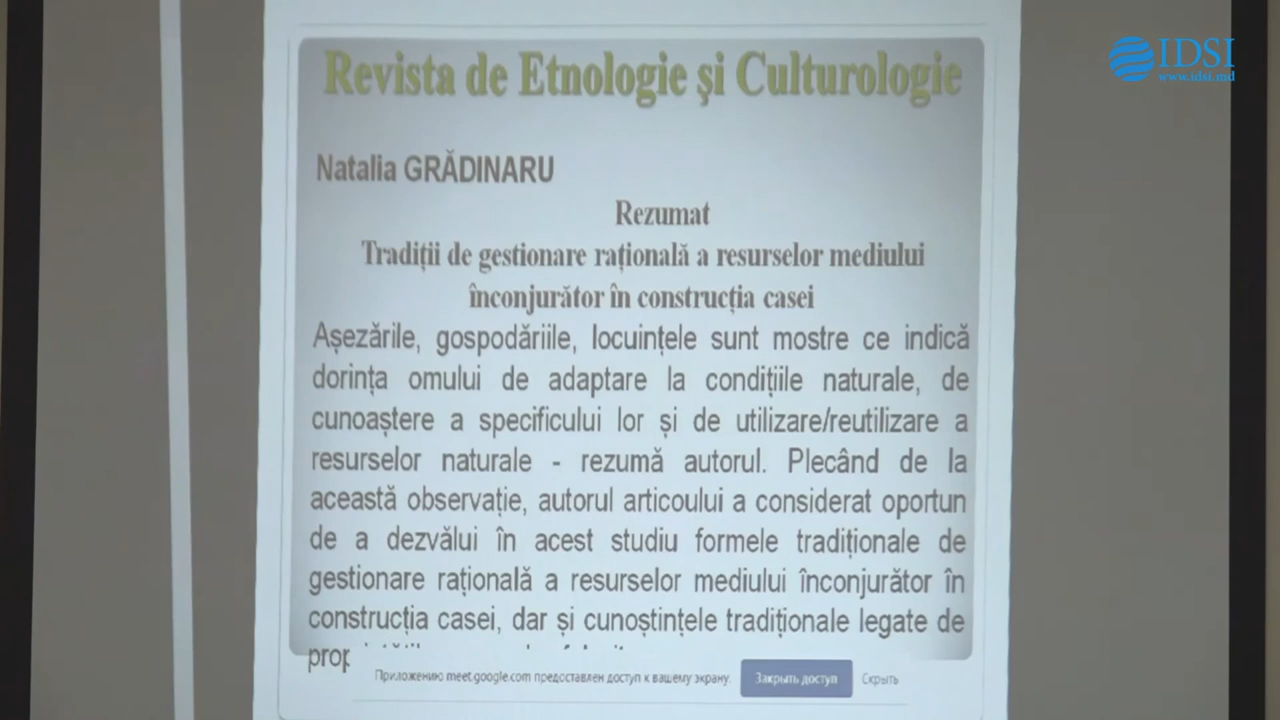 IDSI
www.idsi.md
Revista de Etnologie și Culturologie
Natalia GRĂDINARU
Rezumat
Tradiții de gestionare rațională a resurselor mediului
înconjurător în construcția casei
Așezările, gospodăriile, locuințele sunt mostre ce indică
dorința omului de adaptare la condițiile naturale, de
cunoaștere a specificului lor și de utilizare/reutilizare a
resurselor naturale - rezumă autorul. Plecând de la
această observație, autorul articoului a considerat oportun
de a dezvălui în acest studiu formele tradiționale de
gestionare rațională a resurselor mediului înconjurător în
construcția casei, dar și cunoștințele tradiționale legate de
Приложению meet.google.com предоставлен доступ к вашему экрану.
Закрыть доступ
Скрыть